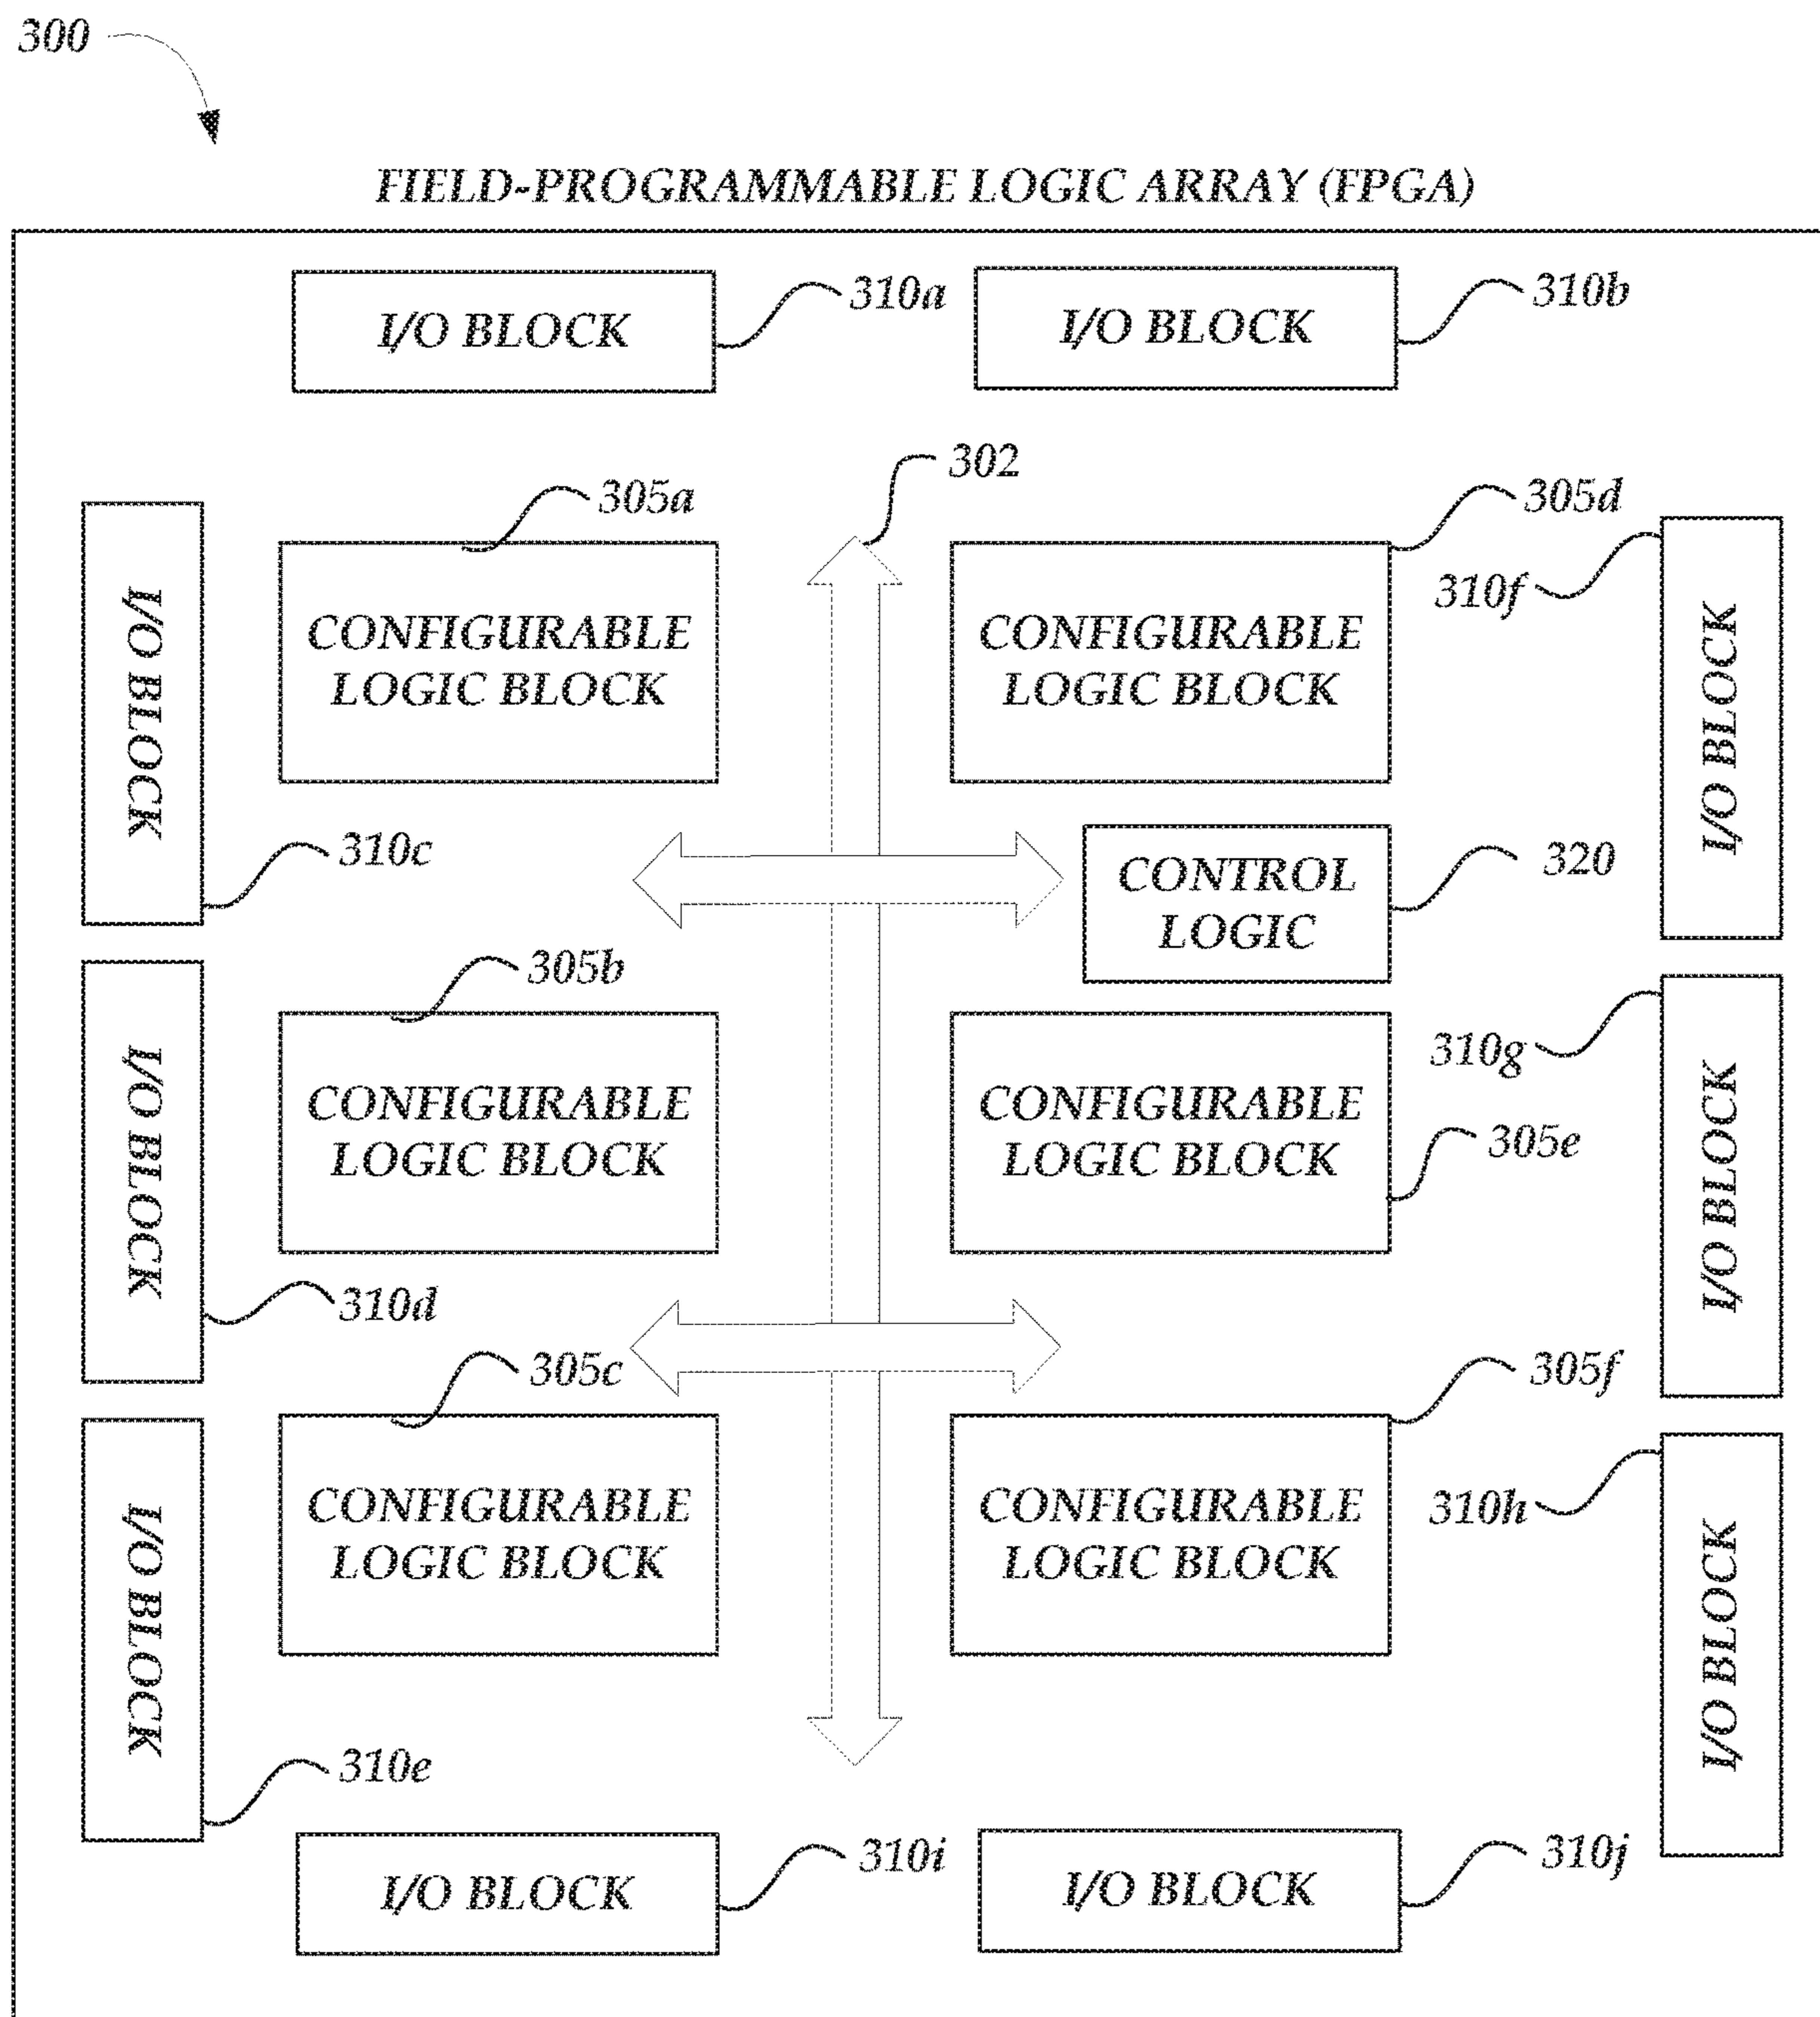 300
FIELD-PROGRAMMABLE LOGIC ARRAY (FPGA)
I/O BLOCK
310a
I/O BLOCK
310b
302
305a
305d
I/O BLOCK
310c
CONFIGURABLE
LOGIC BLOCK
CONFIGURABLE
LOGIC BLOCK
310f
I/O BLOCK
CONTROL
LOGIC
320
305b
I/O BLOCK
310d
CONFIGURABLE
LOGIC BLOCK
CONFIGURABLE
LOGIC BLOCK
305e
310g
I/O BLOCK
305c
305f
I/O BLOCK
310e
CONFIGURABLE
LOGIC BLOCK
CONFIGURABLE
LOGIC BLOCK
310h
I/O BLOCK
I/O BLOCK
310i
I/O BLOCK
310j